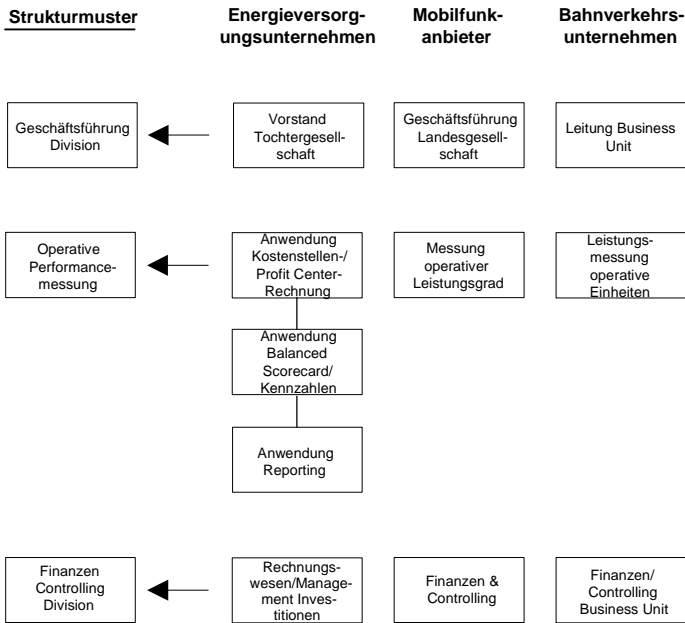 Strukturmuster
Energieversorg-
ungsunternehmen
Mobilfunk-
anbieter
Bahnverkehrs-
unternehmen
Geschäftsführung
Division
Vorstand
Tochtergesell-
schaft
Geschäftsführung
Landesgesell-
schaft
Leitung Business
Unit
Operative
Performance-
messung
Anwendung
Kostenstellen-/
Profit Center-
Rechnung
Messung
operativer
Leistungsgrad
Leistungs-
messung
operative
Einheiten
Anwendung
Balanced
Scorecard/
Kennzahlen
Anwendung
Reporting
Finanzen
Controlling
Division
Rechnungs-
wesen/Manage-
ment Inves-
titionen
Finanzen &
Controlling
Finanzen/
Controlling
Business Unit